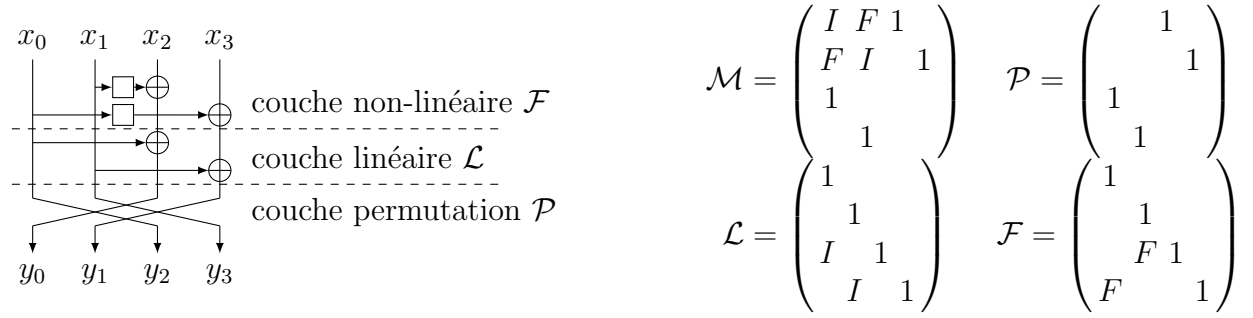 x₀ x₁ x₂ x₃
couche non-linéaire F
couche linéaire L
couche permutation P
y₀ y₁ y₂ y₃
M = ( I F 1
F I 1
1
1 )
P = ( 1
1
1
1 )
L = ( 1
1
I 1
I 1 )
F = ( 1
1
F 1
F 1 )